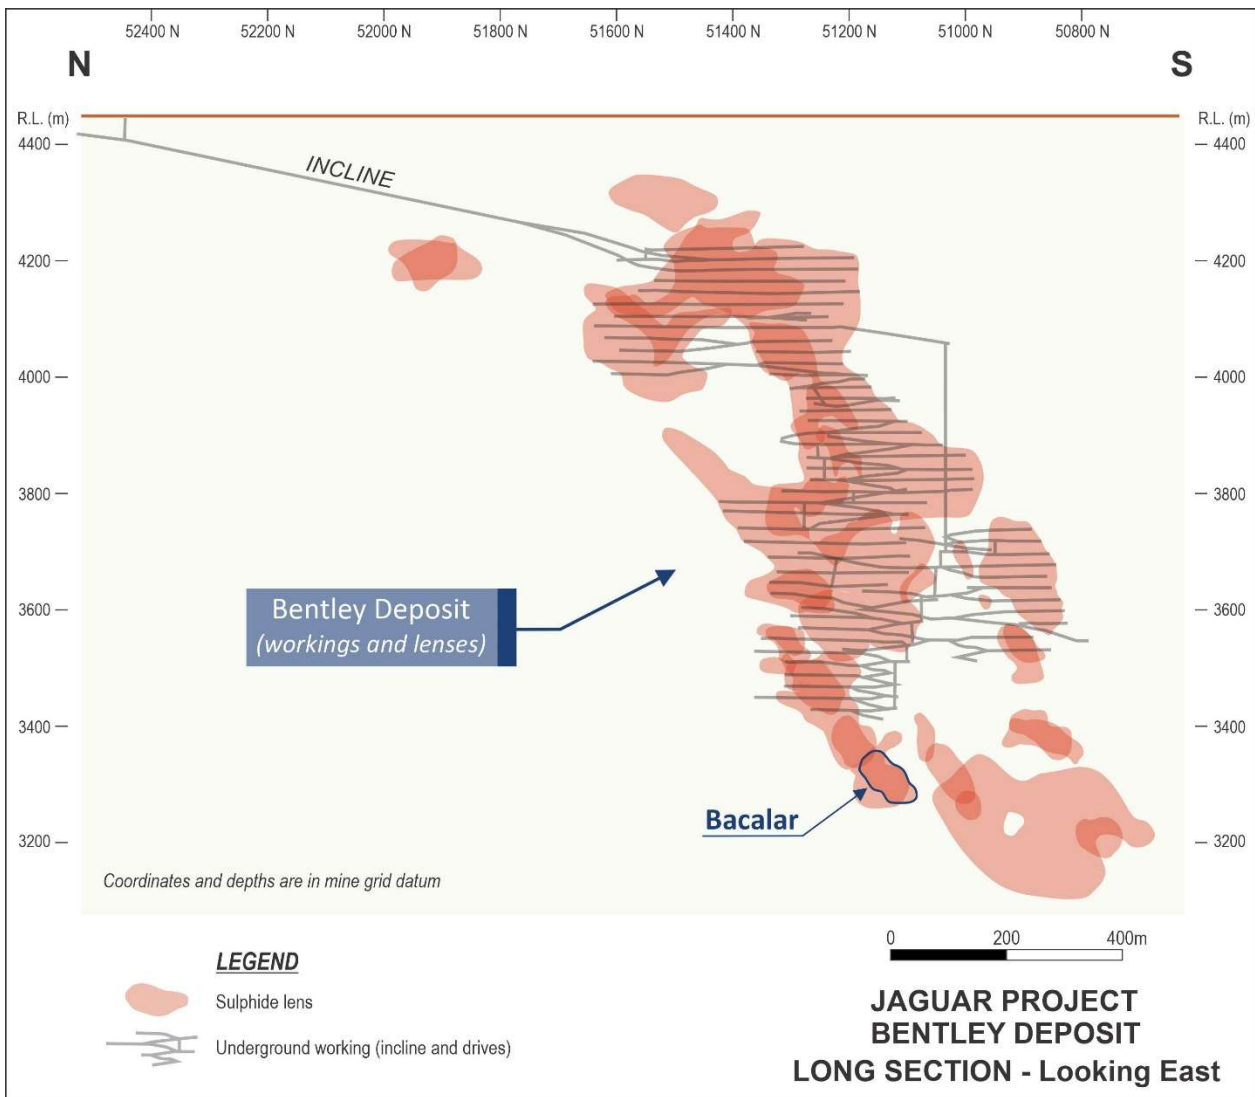 52400 N 52200 N 52000 N 51800 N 51600 N 51400 N 51200 N 51000 N 50800 N
N S
R.L. (m) R.L. (m)
4400 4400
INCLINE
4200 4200
4000 4000
3800 3800
3600 3600
Bentley Deposit
(workings and lenses)
3400 3400
Bacalar
3200 3200
Coordinates and depths are in mine grid datum
0 200 400m
LEGEND
Sulphide lens
Underground working (incline and drives)
JAGUAR PROJECT
BENTLEY DEPOSIT
LONG SECTION - Looking East